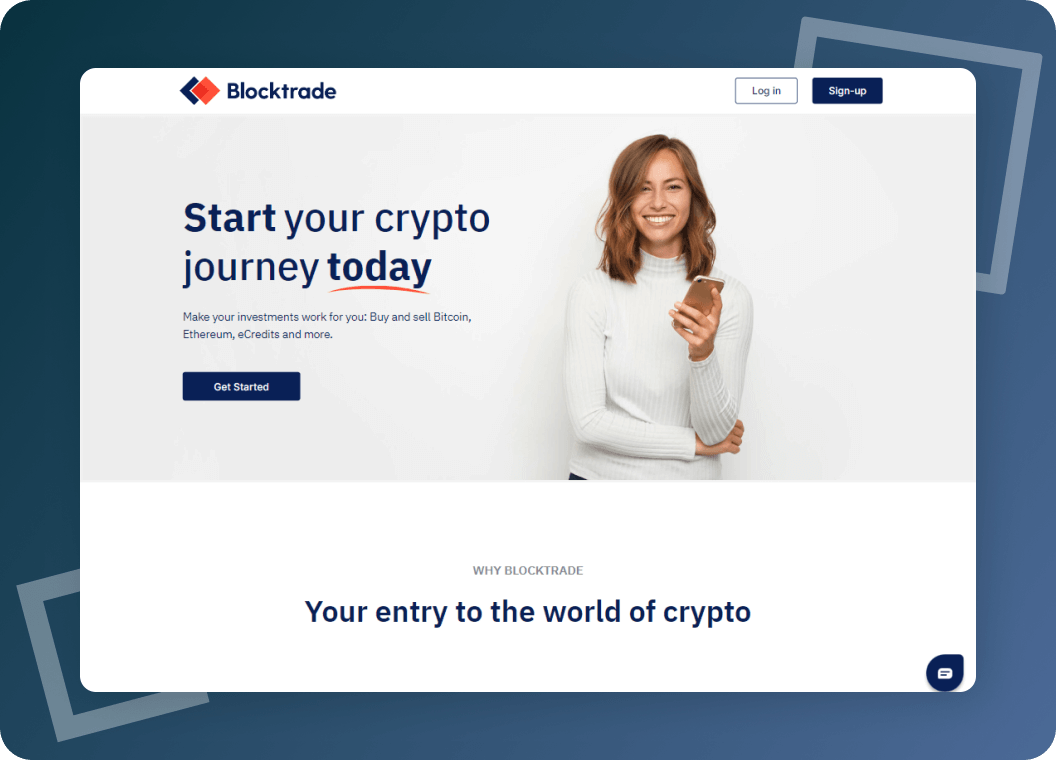 Blocktrade
Log in
Sign-up
Start your crypto
journey today
Make your investments work for you: Buy and sell Bitcoin,
Ethereum, eCredits and more.
Get Started
WHY BLOCKTRADE
Your entry to the world of crypto